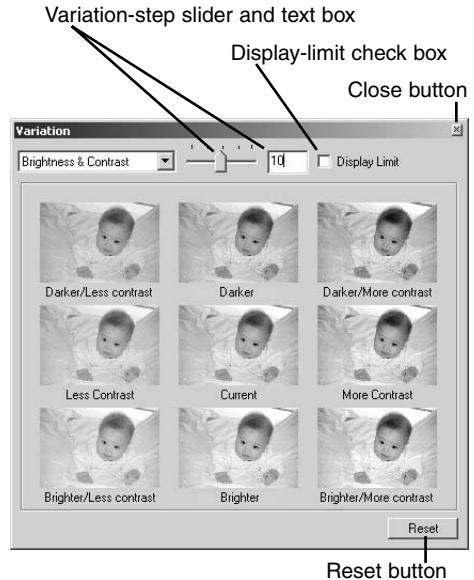 Variation-step slider and text box
Display-limit check box
Close button
Variation
Brightness & Contrast
10
Display Limit
Darker/Less contrast
Darker
Darker/More contrast
Less Contrast
Current
More Contrast
Brighter/Less contrast
Brighter
Brighter/More contrast
Reset
Reset button